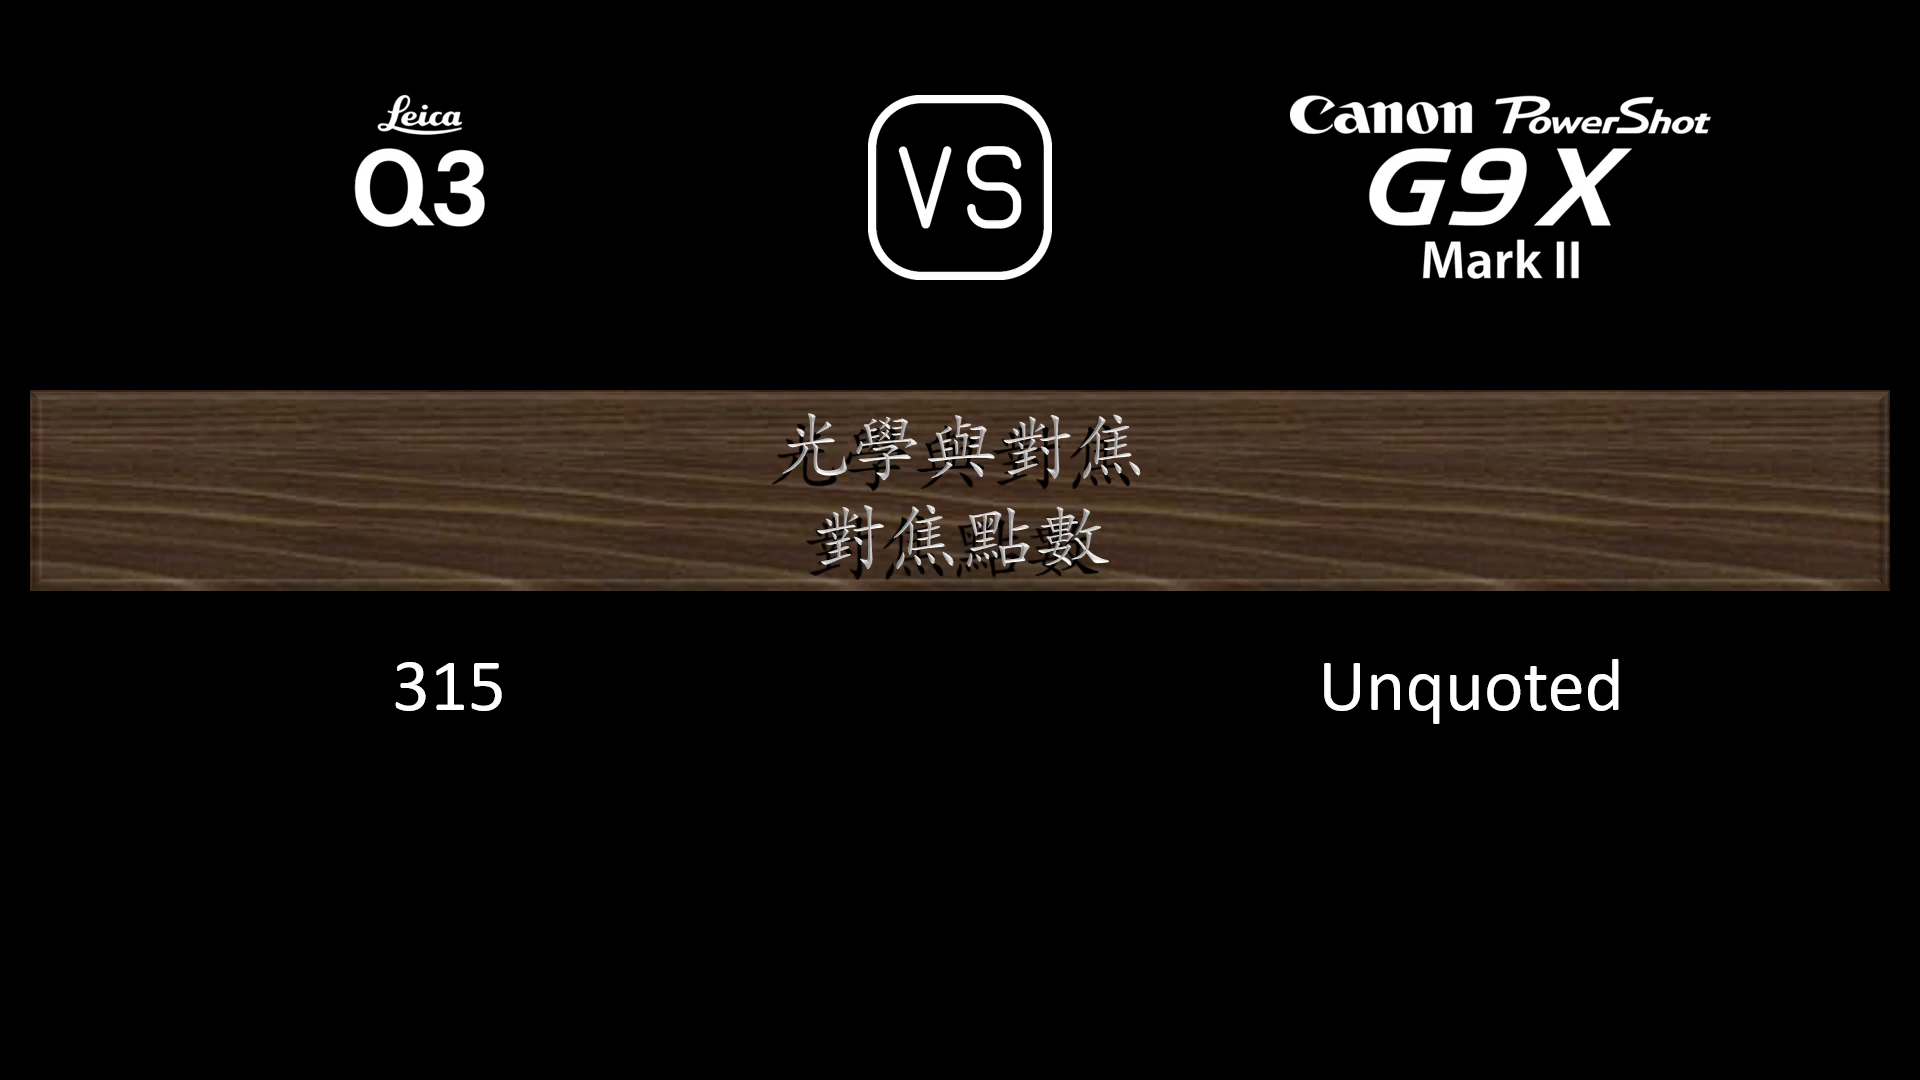 Leica
Q3
VS
Canon PowerShot
G9 X
Mark II
光學與對焦
對焦點數
315
Unquoted